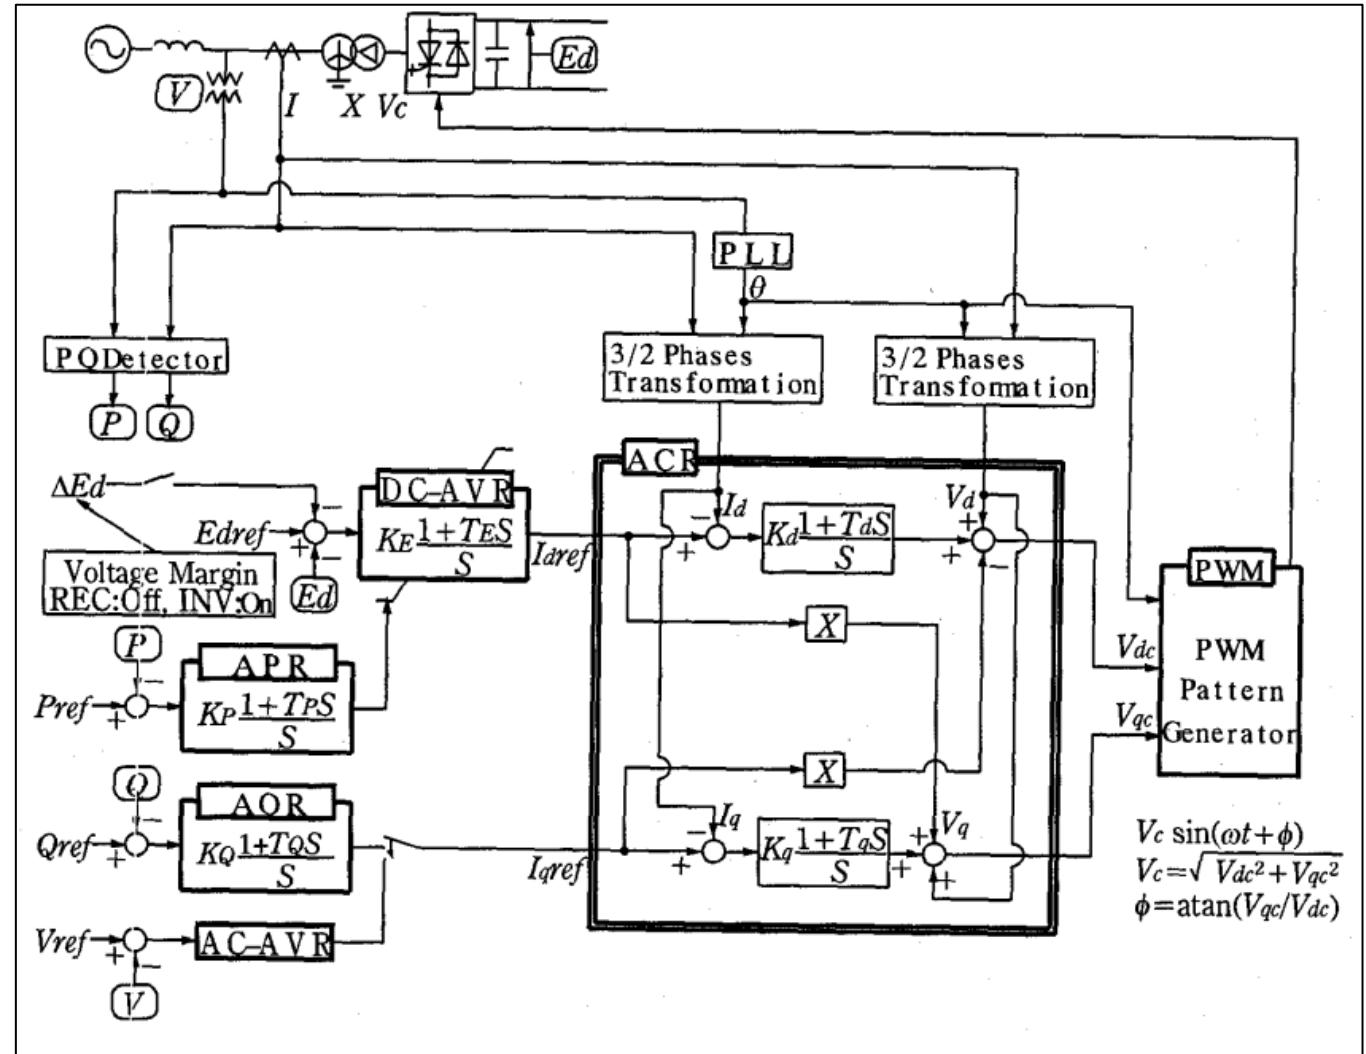 V
I
X
Vc
Ed
PLL
θ
PQ Detector
P
Q
3/2 Phases
Transformation
3/2 Phases
Transformation
ACR
ΔEd
DC-AVR
Edref
+
−
−
KE 1+TES
S
Idref
Voltage Margin
REC:Off, INV:On
Ed
−
Id
+
Kd 1+TdS
S
Vd
+
+
−
X
PWM
PWM
Pattern
Generator
Vdc
Vqc
P
−
Pref
+
APR
KP 1+TPS
S
X
Q
−
Qref
+
AQR
KQ 1+TQS
S
Iqref
−
Iq
+
Kq 1+TqS
S
Vq
+
+
+
Vc sin(ωt+φ)
Vc=√Vdc²+Vqc²
φ=atan(Vqc/Vdc)
Vref
+
−
AC-AVR
V